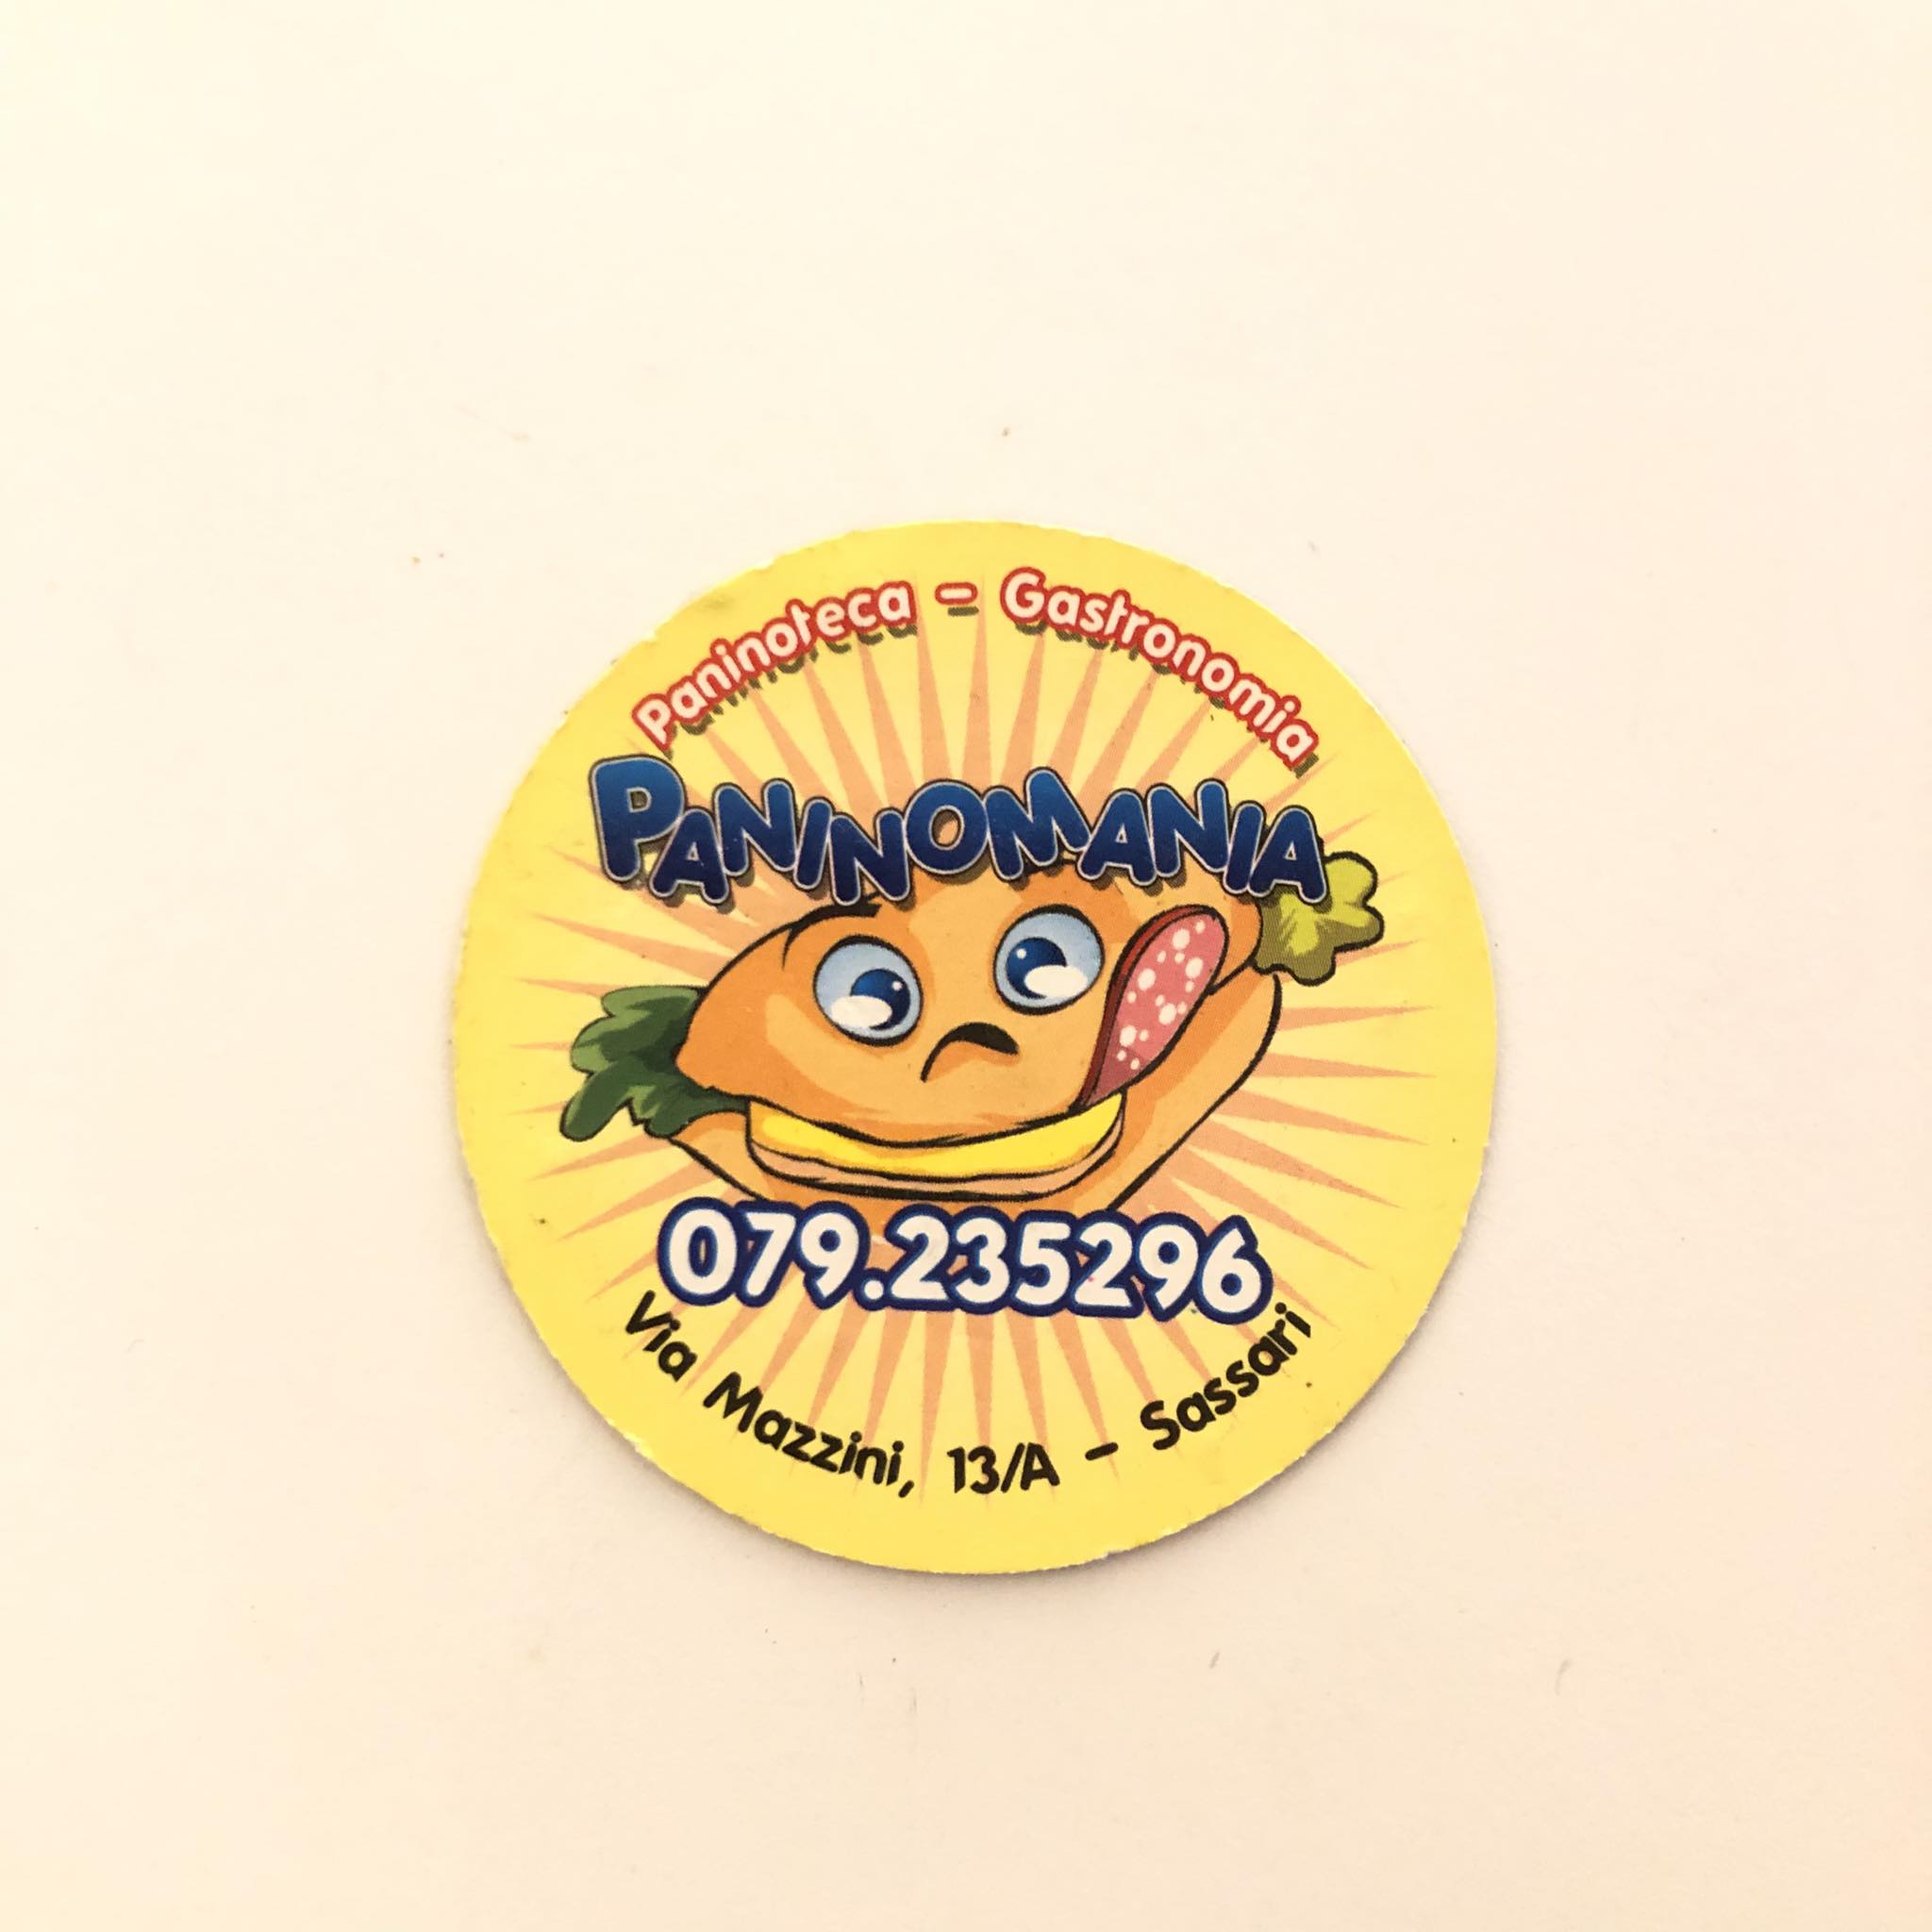 Paninoteca - Gastronomia
PANINOMANIA
079.235296
Via Mazzini, 13/A - Sassari